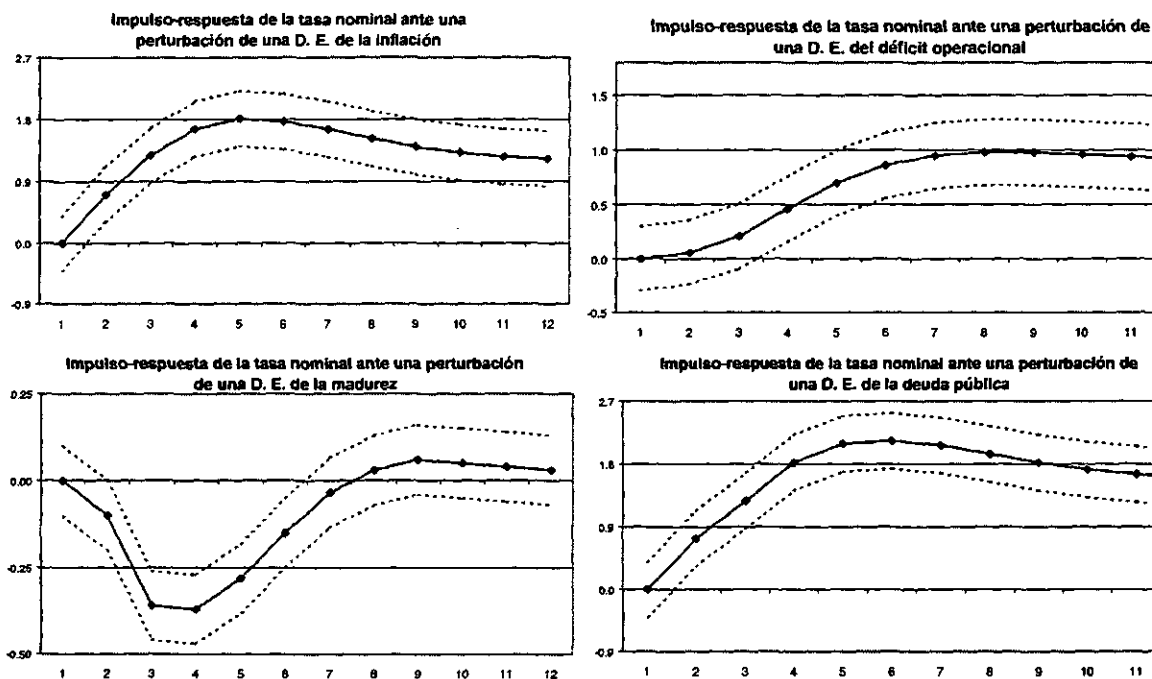 Impulso-respuesta de la tasa nominal ante una
perturbación de una D. E. de la inflación
2.7
1.8
0.9
0.0
-0.9
1 2 3 4 5 6 7 8 9 10 11 12
Impulso-respuesta de la tasa nominal ante una perturbación de
una D. E. del déficit operacional
1.5
1.0
0.5
0.0
-0.5
1 2 3 4 5 6 7 8 9 10 11
Impulso-respuesta de la tasa nominal ante una perturbación
de una D. E. de la madurez
0.25
0.00
-0.25
-0.50
1 2 3 4 5 6 7 8 9 10 11 12
Impulso-respuesta de la tasa nominal ante una perturbación de
una D. E. de la deuda pública
2.7
1.8
0.9
0.0
-0.9
1 2 3 4 5 6 7 8 9 10 11